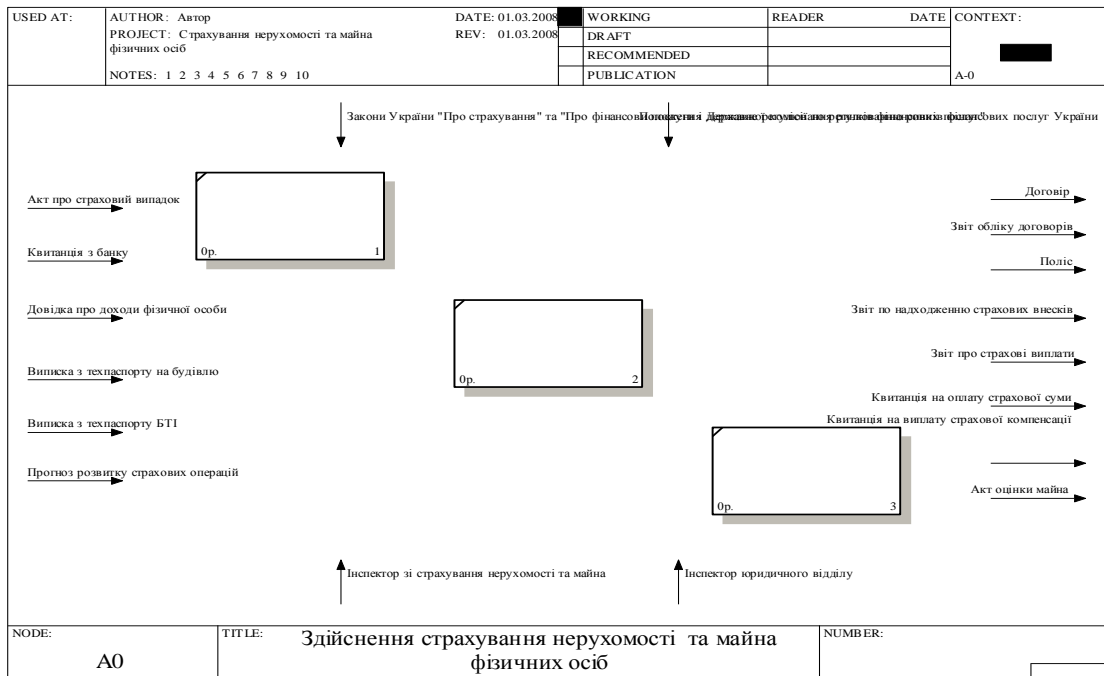 USED AT:
AUTHOR: Автор
DATE: 01.03.2008
PROJECT: Страхування нерухомості та майна
фізичних осіб
REV: 01.03.2008
NOTES: 1 2 3 4 5 6 7 8 9 10
WORKING
DRAFT
RECOMMENDED
PUBLICATION
READER DATE
CONTEXT:
A-0
Закони України "Про страхування" та "Про фінансові
послуг України
Акт про страховий випадок
Квитанція з банку
Довідка про доходи фізичної особи
Виписка з техпаспорту на будівлю
Виписка з техпаспорту БТІ
Прогноз розвитку страхових операцій
0р. 1
0р. 2
0р. 3
Договір
Звіт обліку договорів
Поліс
Звіт по надходженню страхових внесків
Звіт про страхові виплати
Квитанція на оплату страхової суми
Квитанція на виплату страхової компенсації
Акт оцінки майна
Інспектор зі страхування нерухомості та майна
Інспектор юридичного відділу
NODE:
A0
TITLE:
Здійснення страхування нерухомості та майна
фізичних осіб
NUMBER: